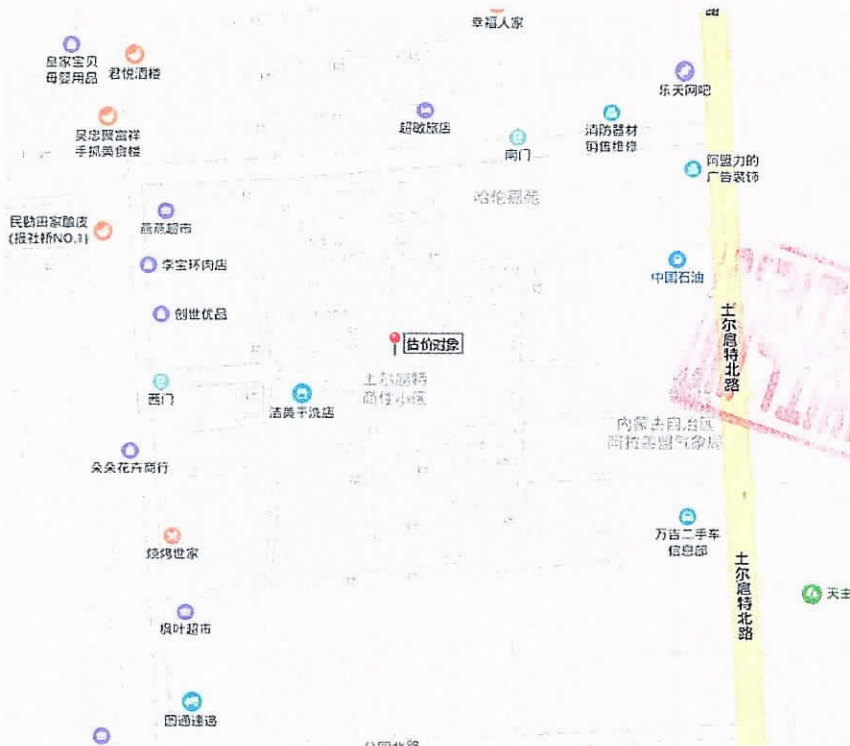 幸福人家
皇家宝贝
母婴用品
君悦酒楼
乐天网吧
吴忠聚富祥
手抓美食楼
超敏旅店
消防器材
销售维修
南门
阿盟力的
广告装饰
哈伦嘉苑
燕燕超市
民勤田家酿皮
(报社桥NO.1)
李宝环肉店
中国石油
创世优品
土尔扈特北路
估价对象
土尔扈特
商住小区
西门
洁美干洗店
内蒙古自治区
阿拉善盟气象局
朵朵花卉商行
万吉二手车
信息部
烧烤世家
土尔扈特北路
天主
枫叶超市
圆通速递
公园北路